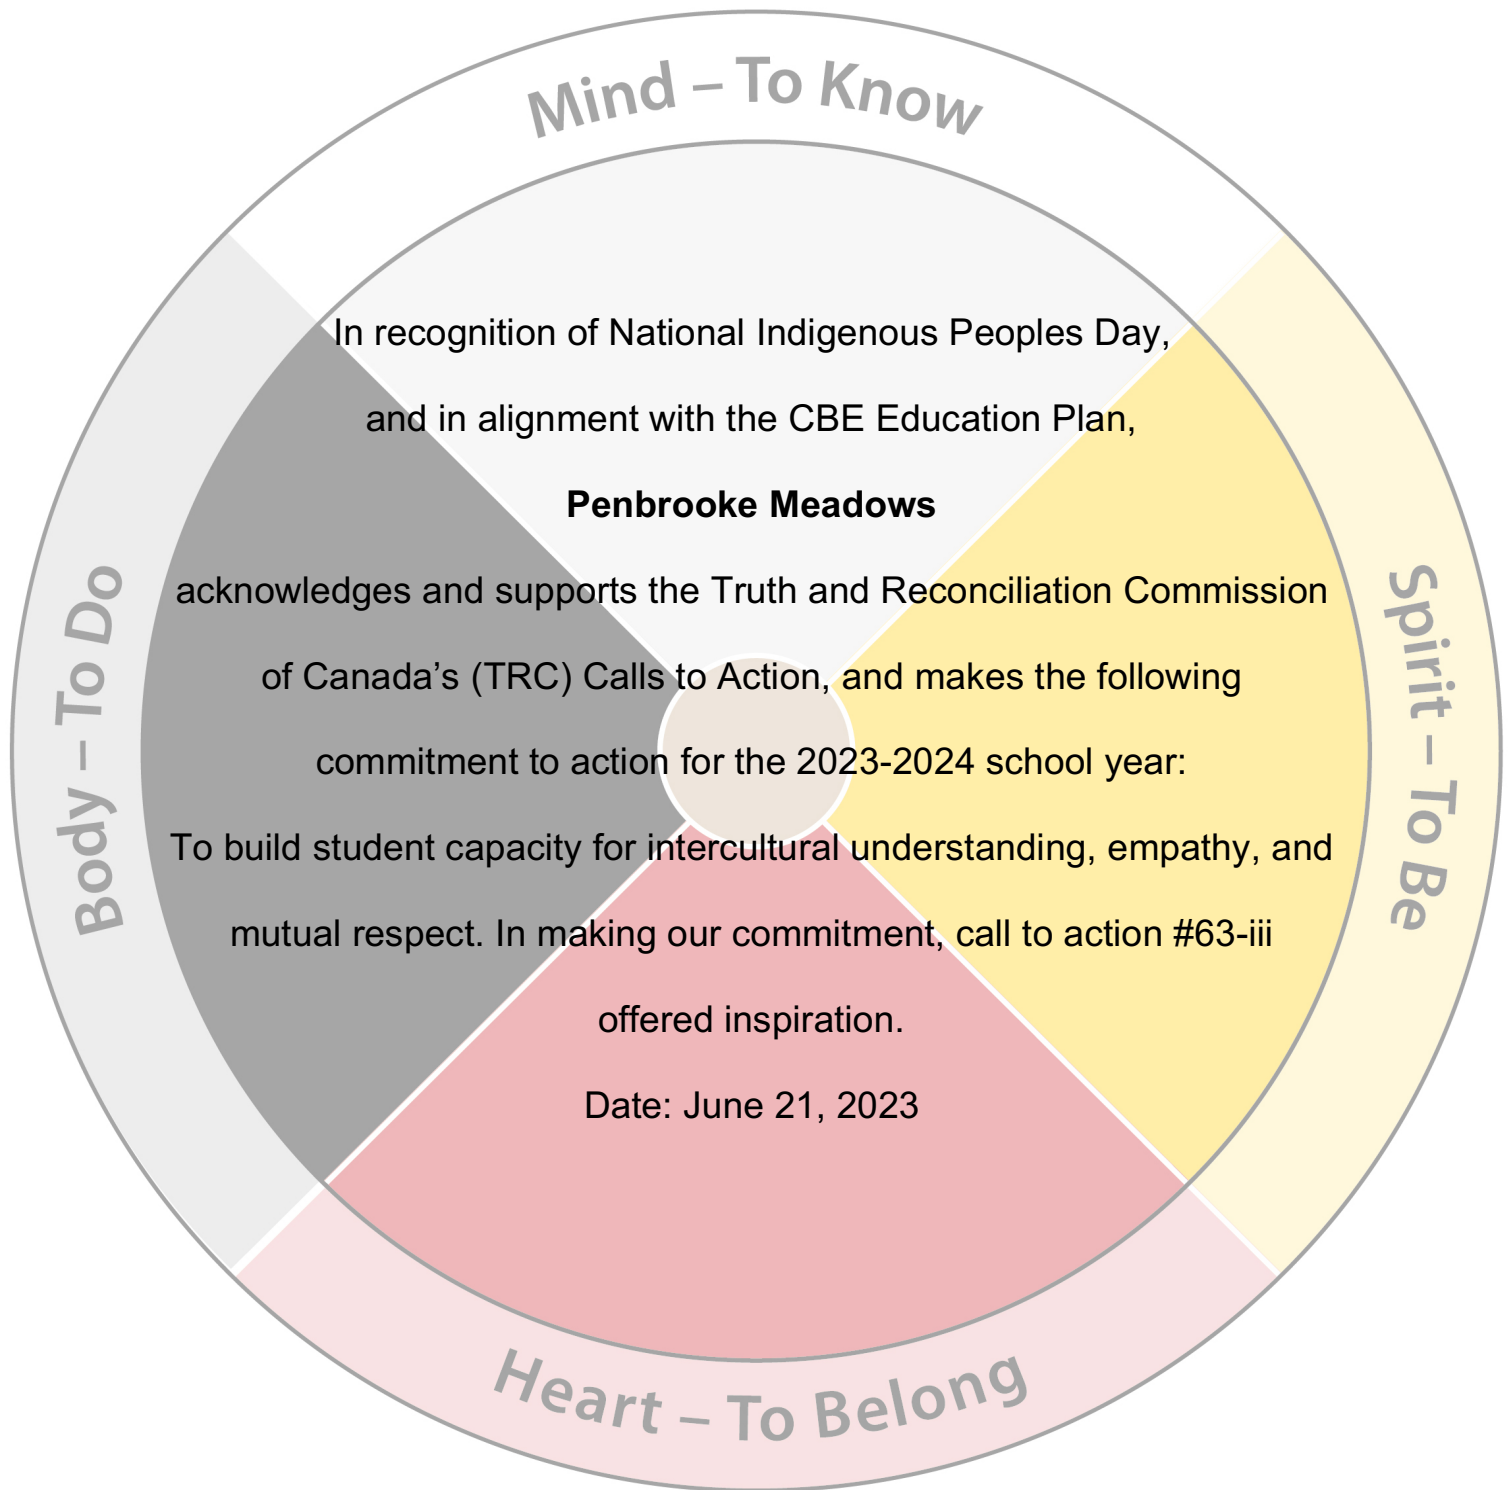 Mind – To Know
In recognition of National Indigenous Peoples Day,
and in alignment with the CBE Education Plan,
Penbrooke Meadows
acknowledges and supports the Truth and Reconciliation Commission
of Canada’s (TRC) Calls to Action, and makes the following
commitment to action for the 2023-2024 school year:
To build student capacity for intercultural understanding, empathy, and
mutual respect. In making our commitment, call to action #63-iii
offered inspiration.
Date: June 21, 2023
Body – To Do
Spirit – To Be
Heart – To Belong